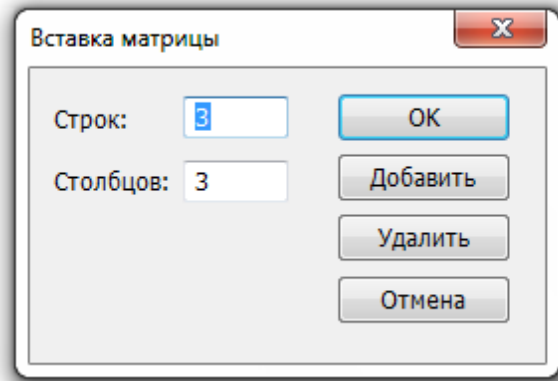 Вставка матрицы
Строк: 3
OK
Столбцов: 3
Добавить
Удалить
Отмена